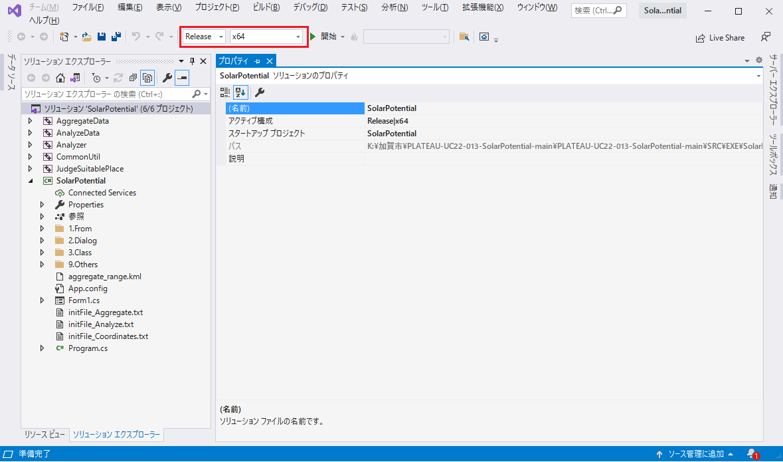 チーム(M) ファイル(F) 編集(E) 表示(V) プロジェクト(P) ビルド(B) デバッグ(D) テスト(S) 分析(N) ツール(T) 拡張機能(X) ウィンドウ(W) 検索 (Ctrl... Sola...ntial
ヘルプ(H)
Release x64 開始 Live Share
データソース
ソリューション エクスプローラー
ソリューション エクスプローラー の検索 (Ctrl+:)
ソリューション 'SolarPotential' (6/6 プロジェクト)
AggregateData
AnalyzeData
Analyzer
CommonUtil
JudgeSuitablePlace
SolarPotential
Connected Services
Properties
参照
1.From
2.Dialog
3.Class
9.Others
aggregate_range.kml
App.config
Form1.cs
initFile_Aggregate.txt
initFile_Analyze.txt
initFile_Coordinates.txt
Program.cs
リソース ビュー ソリューション エクスプローラー
プロパティ
SolarPotential ソリューションのプロパティ
(名前) SolarPotential
アクティブ構成 Release|x64
スタートアップ プロジェクト SolarPotential
パス K:¥加賀市¥PLATEAU-UC22-013-SolarPotential-main¥PLATEAU-UC22-013-SolarPotential-main¥SRC¥EXE¥Solarl
説明
(名前)
ソリューション ファイルの名前です。
サーバー エクスプローラー
ツールボックス
通知
準備完了 ソース管理に追加 1